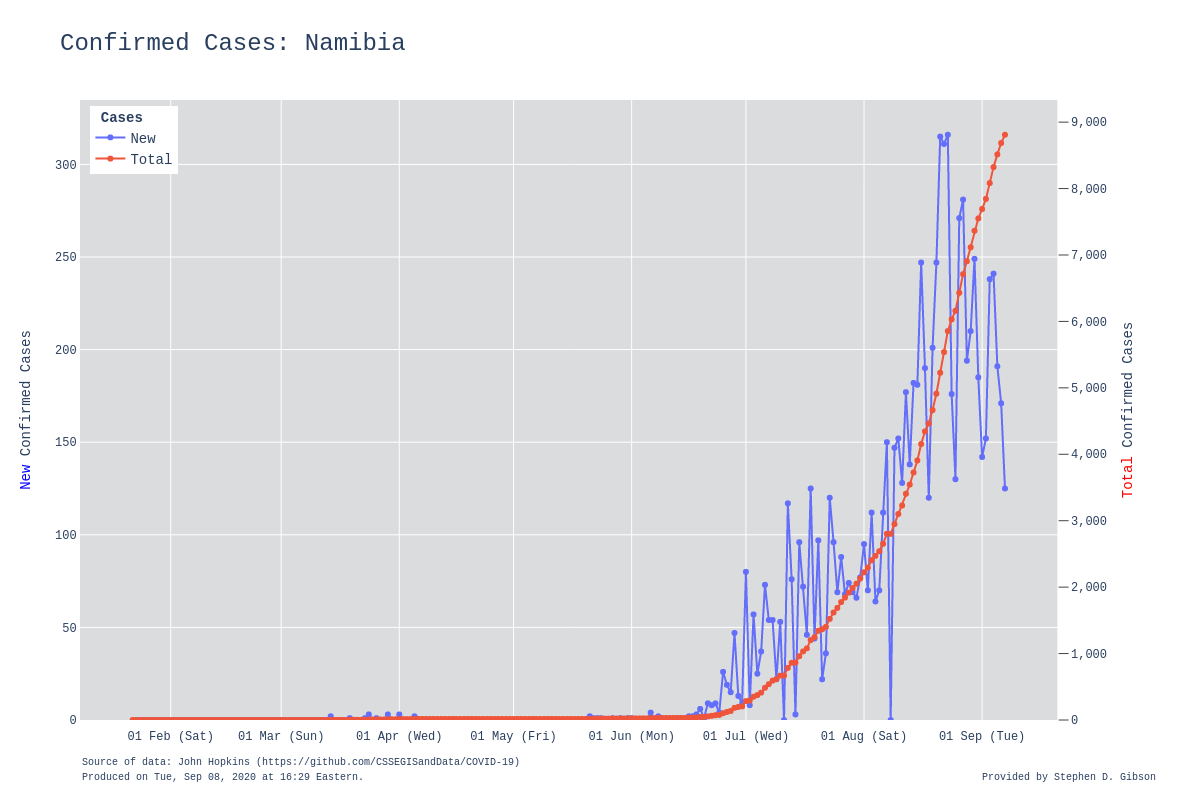 Confirmed Cases: Namibia
Cases
New
Total
300
250
200
150
100
50
0
9,000
8,000
7,000
6,000
5,000
4,000
3,000
2,000
1,000
0
New Confirmed Cases
Total Confirmed Cases
01 Feb (Sat) 01 Mar (Sun) 01 Apr (Wed) 01 May (Fri) 01 Jun (Mon) 01 Jul (Wed) 01 Aug (Sat) 01 Sep (Tue)
Source of data: John Hopkins (https://github.com/CSSEGISandData/COVID-19)
Produced on Tue, Sep 08, 2020 at 16:29 Eastern.
Provided by Stephen D. Gibson